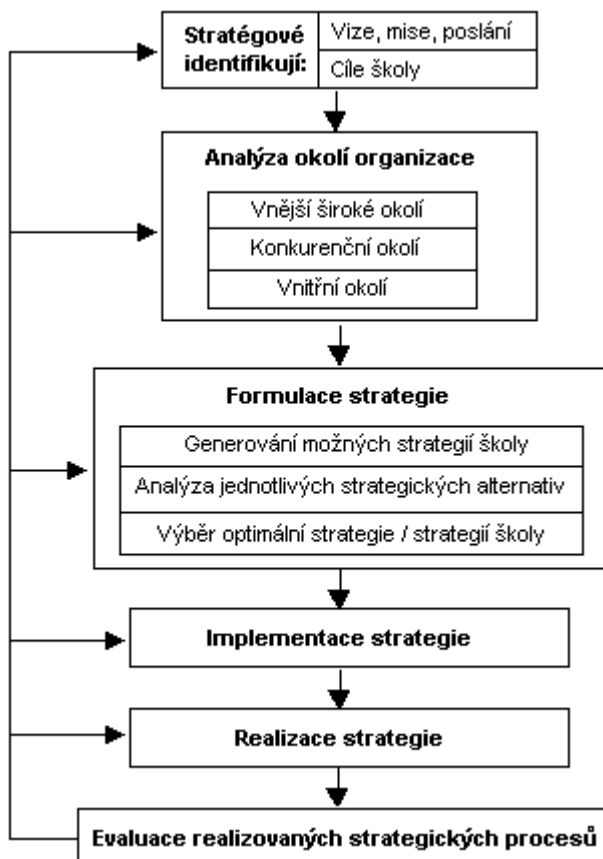 Stratégové
identifikují:
Vize, mise, poslání
Cíle školy
Analýza okolí organizace
Vnější široké okolí
Konkurenční okolí
Vnitřní okolí
Formulace strategie
Generování možných strategií školy
Analýza jednotlivých strategických alternativ
Výběr optimální strategie / strategií školy
Implementace strategie
Realizace strategie
Evaluace realizovaných strategických procesů